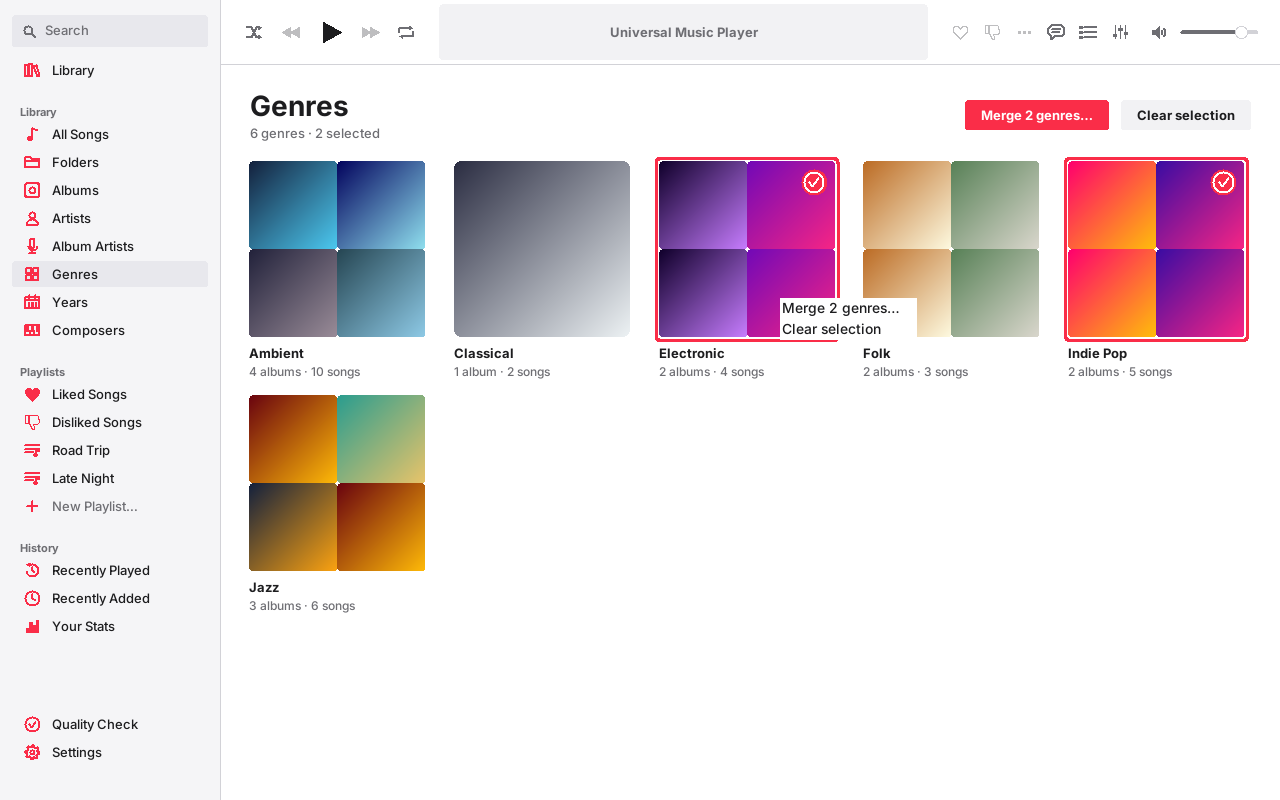 Search
Library
Library
All Songs
Folders
Albums
Artists
Album Artists
Genres
Years
Composers
Playlists
Liked Songs
Disliked Songs
Road Trip
Late Night
New Playlist...
History
Recently Played
Recently Added
Your Stats
Quality Check
Settings
Universal Music Player
Genres
6 genres · 2 selected
Merge 2 genres...
Clear selection
Merge 2 genres...
Clear selection
Ambient
4 albums · 10 songs
Classical
1 album · 2 songs
Electronic
2 albums · 4 songs
Folk
2 albums · 3 songs
Indie Pop
2 albums · 5 songs
Jazz
3 albums · 6 songs